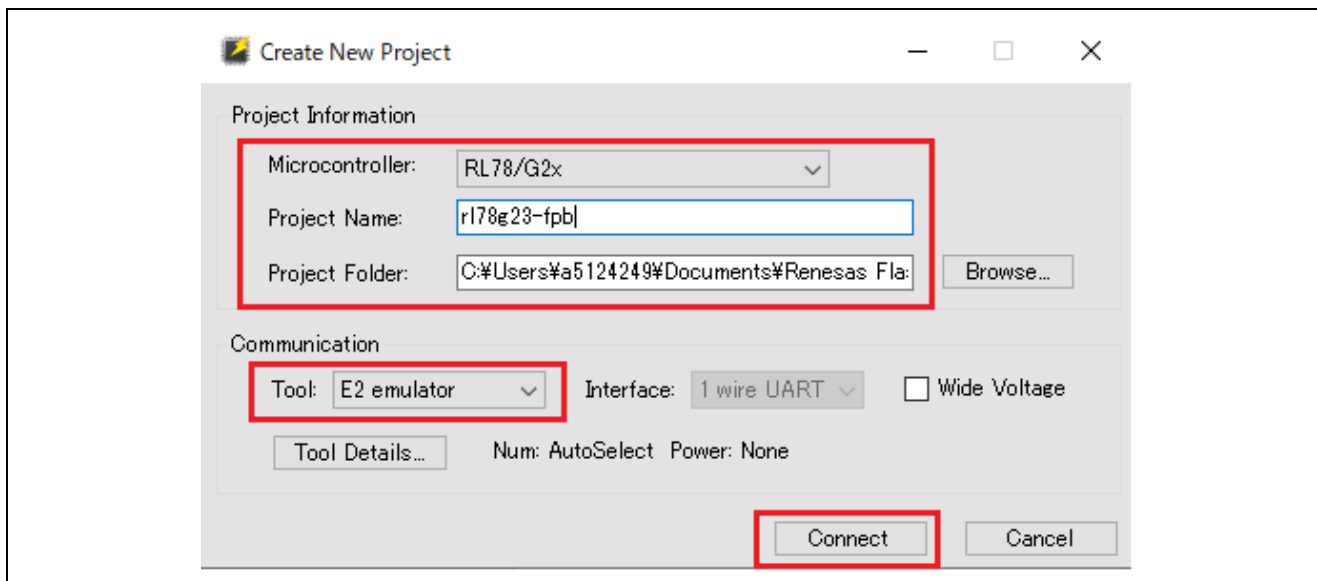 Create New Project
Project Information
Microcontroller: RL78/G2x
Project Name: rl78g23-fpb
Project Folder: C:¥Users¥a5124249¥Documents¥Renesas Fla: Browse...
Communication
Tool: E2 emulator Interface: 1 wire UART Wide Voltage
Tool Details... Num: AutoSelect Power: None
Connect Cancel